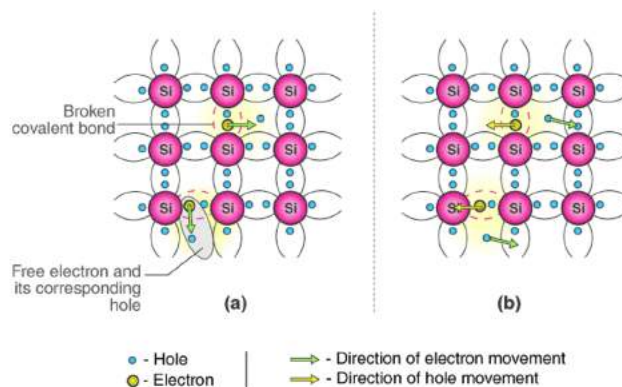 Si Si Si
Si Si Si
Broken
covalent bond
Si Si Si
Si Si Si
Si Si Si
Si Si Si
Free electron and
its corresponding
hole
(a)
(b)
- Hole
- Direction of electron movement
- Electron
- Direction of hole movement